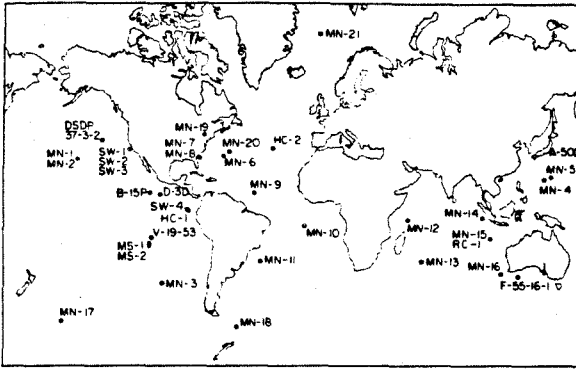 MN-21
DSDP
37-3-2
MN-1
MN-2
SW-1
SW-2
SW-3
MN-19
MN-7
MN-8
MN-20
MN-6
HC-2
MN-9
B-15P
D-3D
SW-4
HC-1
V-19-53
MS-1
MS-2
MN-3
MN-17
MN-18
MN-11
MN-10
MN-12
MN-13
MN-14
MN-15
RC-1
MN-16
F-55-16-1
MN-5
MN-4